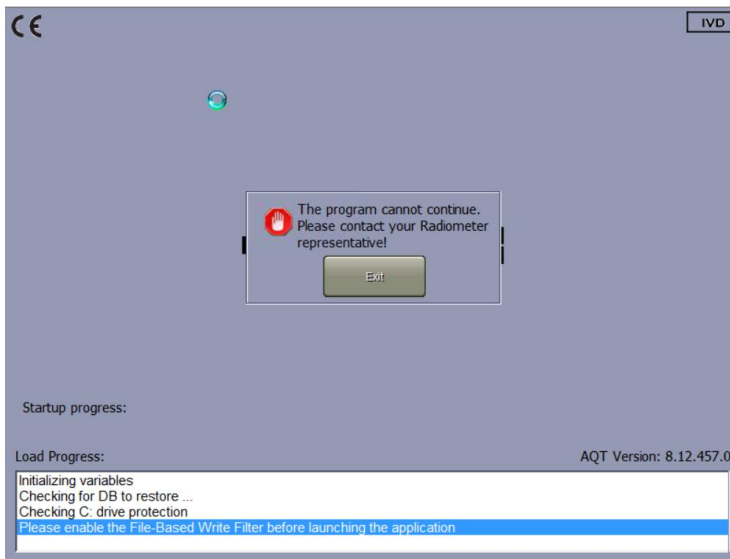 CE
IVD
The program cannot continue.
Please contact your Radiometer
representative!
Exit
Startup progress:
Load Progress:
AQT Version: 8.12.457.0
Initializing variables
Checking for DB to restore ...
Checking C: drive protection
Please enable the File-Based Write Filter before launching the application